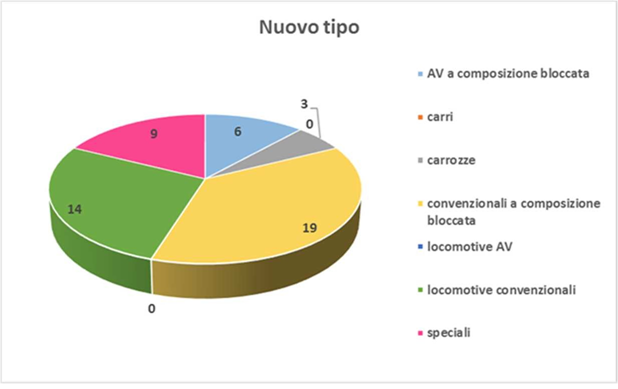 Nuovo tipo
6
3
0
19
0
14
9
AV a composizione bloccata
carri
carrozze
convenzionali a composizione
bloccata
locomotive AV
locomotive convenzionali
speciali